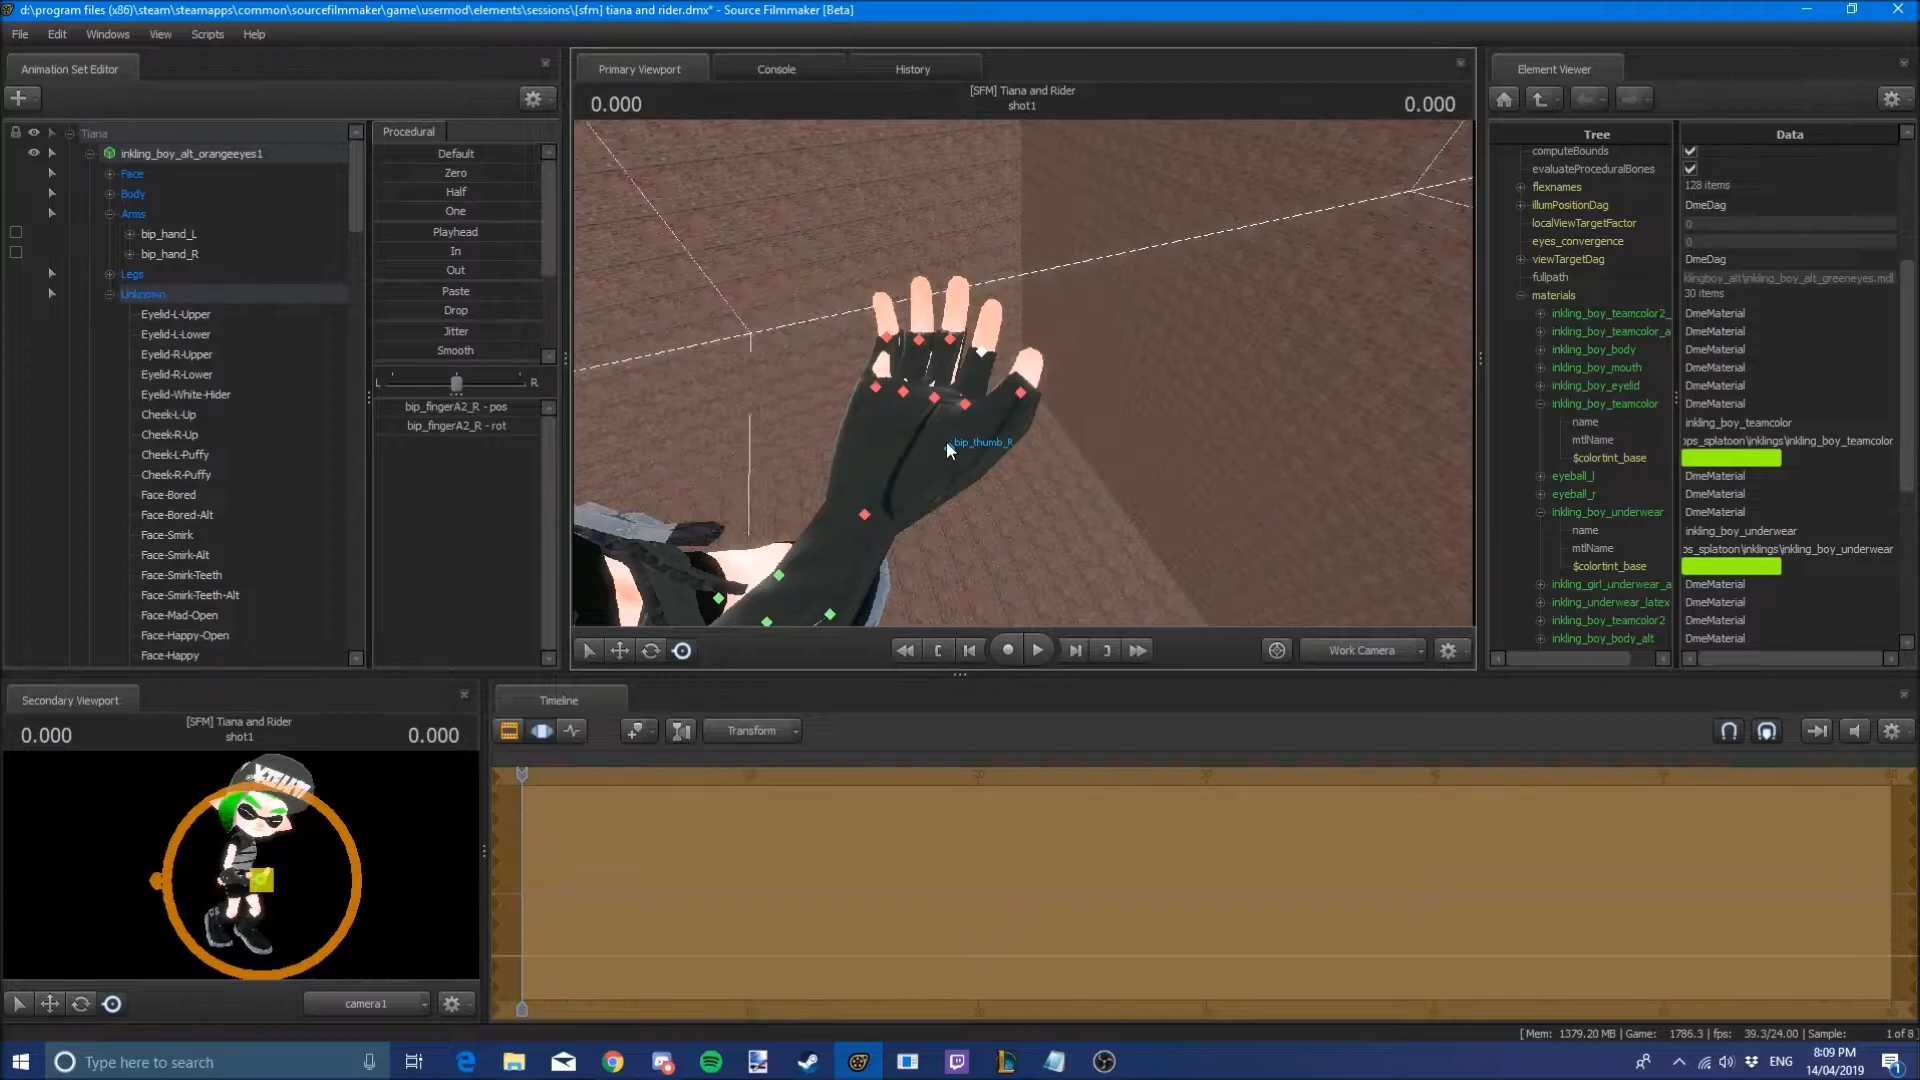 d:\program files (x86)\steam\steamapps\common\sourcefilmmaker\game\usermod\elements\sessions\[sfm] tiana and rider.dmx* - Source Filmmaker [Beta]
File Edit Windows View Scripts Help
Animation Set Editor
Tiana
inkling_boy_alt_orangeeyes1
Face
Body
Arms
bip_hand_L
bip_hand_R
Legs
Unknown
Eyelid-L-Upper
Eyelid-L-Lower
Eyelid-R-Upper
Eyelid-R-Lower
Eyelid-White-Hider
Cheek-L-Up
Cheek-R-Up
Cheek-L-Puffy
Cheek-R-Puffy
Face-Bored
Face-Bored-Alt
Face-Smirk
Face-Smirk-Alt
Face-Smirk-Teeth
Face-Smirk-Teeth-Alt
Face-Mad-Open
Face-Happy-Open
Face-Happy
Procedural
Default
Zero
Half
One
Playhead
In
Out
Paste
Drop
Jitter
Smooth
L R
bip_fingerA2_R - pos
bip_fingerA2_R - rot
Primary Viewport Console History
[SFM] Tiana and Rider
0.000 shot1 0.000
bip_thumb_R
Work Camera
Element Viewer
Tree Data
computeBounds
evaluateProceduralBones
flexnames 128 items
illumPositionDag DmeDag
localViewTargetFactor 0
eyes_convergence 0
viewTargetDag DmeDag
fullpath klingboy_alt\inkling_boy_alt_greeneyes.mdl
materials 30 items
inkling_boy_teamcolor2_ DmeMaterial
inkling_boy_teamcolor_a DmeMaterial
inkling_boy_body DmeMaterial
inkling_boy_mouth DmeMaterial
inkling_boy_eyelid DmeMaterial
inkling_boy_teamcolor DmeMaterial
name inkling_boy_teamcolor
mtlName ops_splatoon\inklings\inkling_boy_teamcolor
$colortint_base
eyeball_l DmeMaterial
eyeball_r DmeMaterial
inkling_boy_underwear DmeMaterial
name inkling_boy_underwear
mtlName os_splatoon\inklings\inkling_boy_underwear
$colortint_base
inkling_girl_underwear_a DmeMaterial
inkling_underwear_latex DmeMaterial
inkling_boy_teamcolor2 DmeMaterial
inkling_boy_body_alt DmeMaterial
Secondary Viewport
[SFM] Tiana and Rider
0.000 shot1 0.000
camera1
Timeline
Transform
[ Mem: 1379.20 MB | Game: 1786.3 | fps: 39.3/24.00 | Sample: 1 of 8
Type here to search
ENG
8:09 PM
14/04/2019